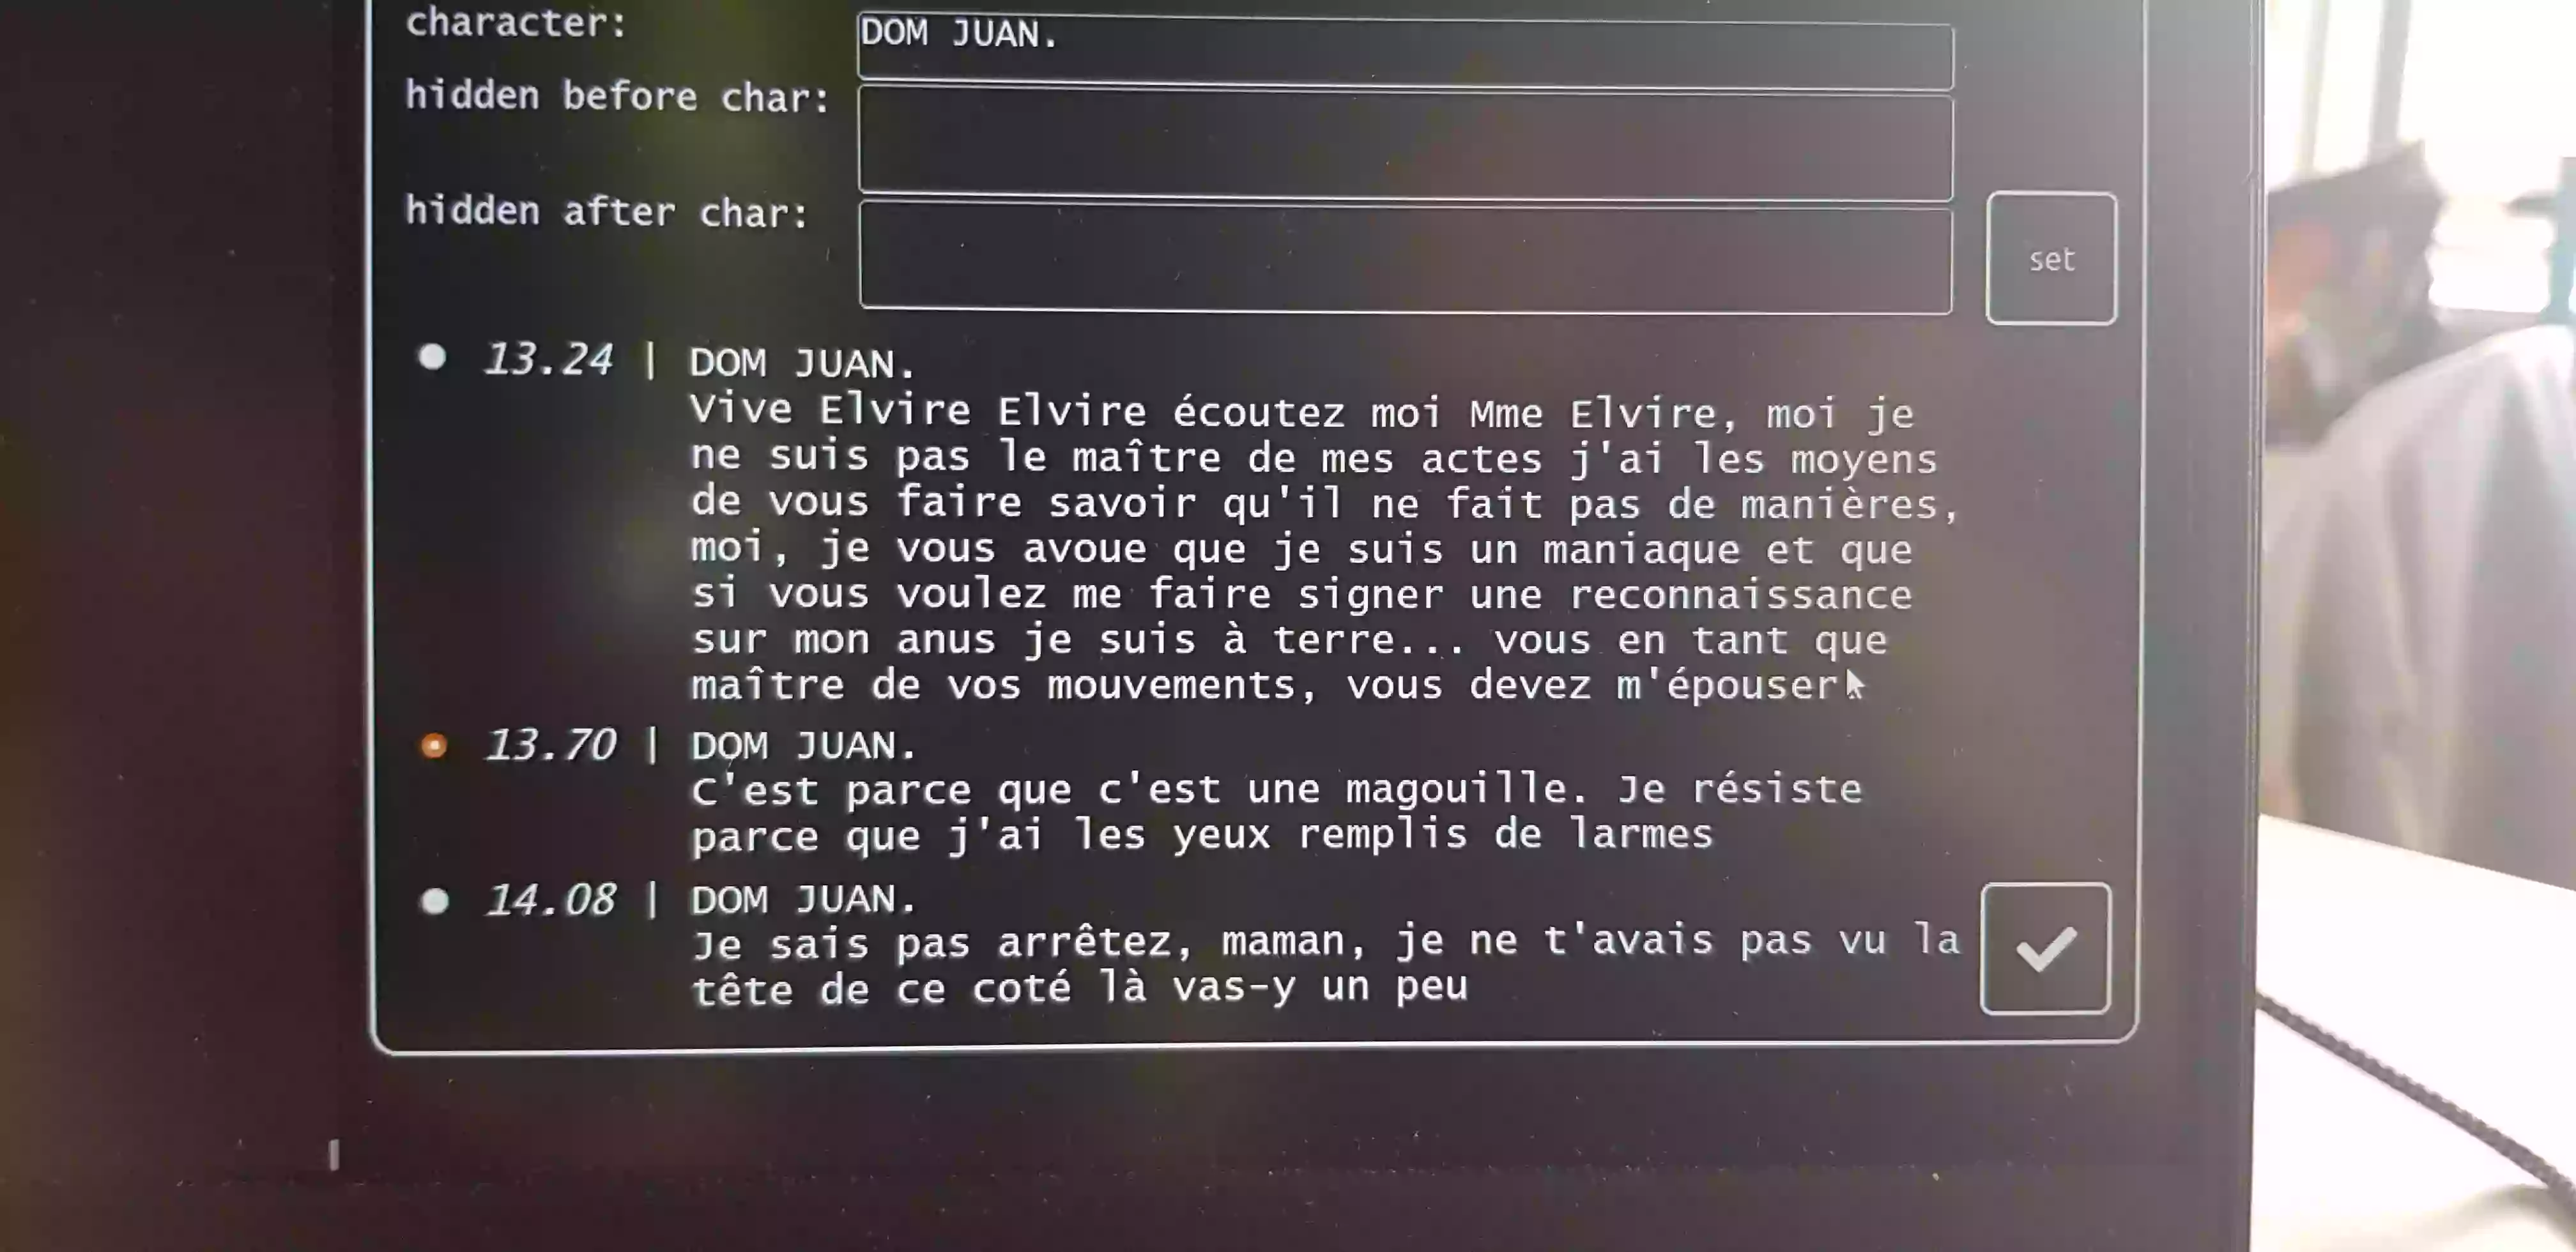 character: DOM JUAN.
hidden before char:
hidden after char:
set
13.24 | DOM JUAN.
Vive Elvire Elvire écoutez moi Mme Elvire, moi je
ne suis pas le maître de mes actes j'ai les moyens
de vous faire savoir qu'il ne fait pas de manières,
moi, je vous avoue que je suis un maniaque et que
si vous voulez me faire signer une reconnaissance
sur mon anus je suis à terre... vous en tant que
maître de vos mouvements, vous devez m'épouser
13.70 | DOM JUAN.
C'est parce que c'est une magouille. Je résiste
parce que j'ai les yeux remplis de larmes
14.08 | DOM JUAN.
Je sais pas arrêtez, maman, je ne t'avais pas vu la
tête de ce coté là vas-y un peu